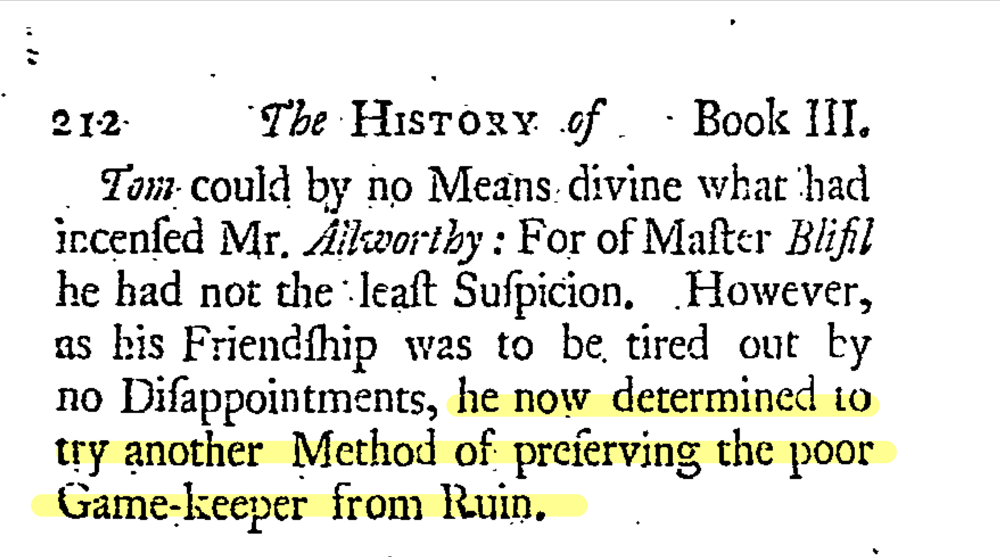 212 The HISTORY of Book III.
Tom could by no Means divine what had
incenſed Mr. Allworthy: For of Maſter Blifil
he had not the leaſt Suſpicion. However,
as his Friendſhip was to be tired out by
no Diſappointments, he now determined to
try another Method of preſerving the poor
Game-keeper from Ruin.